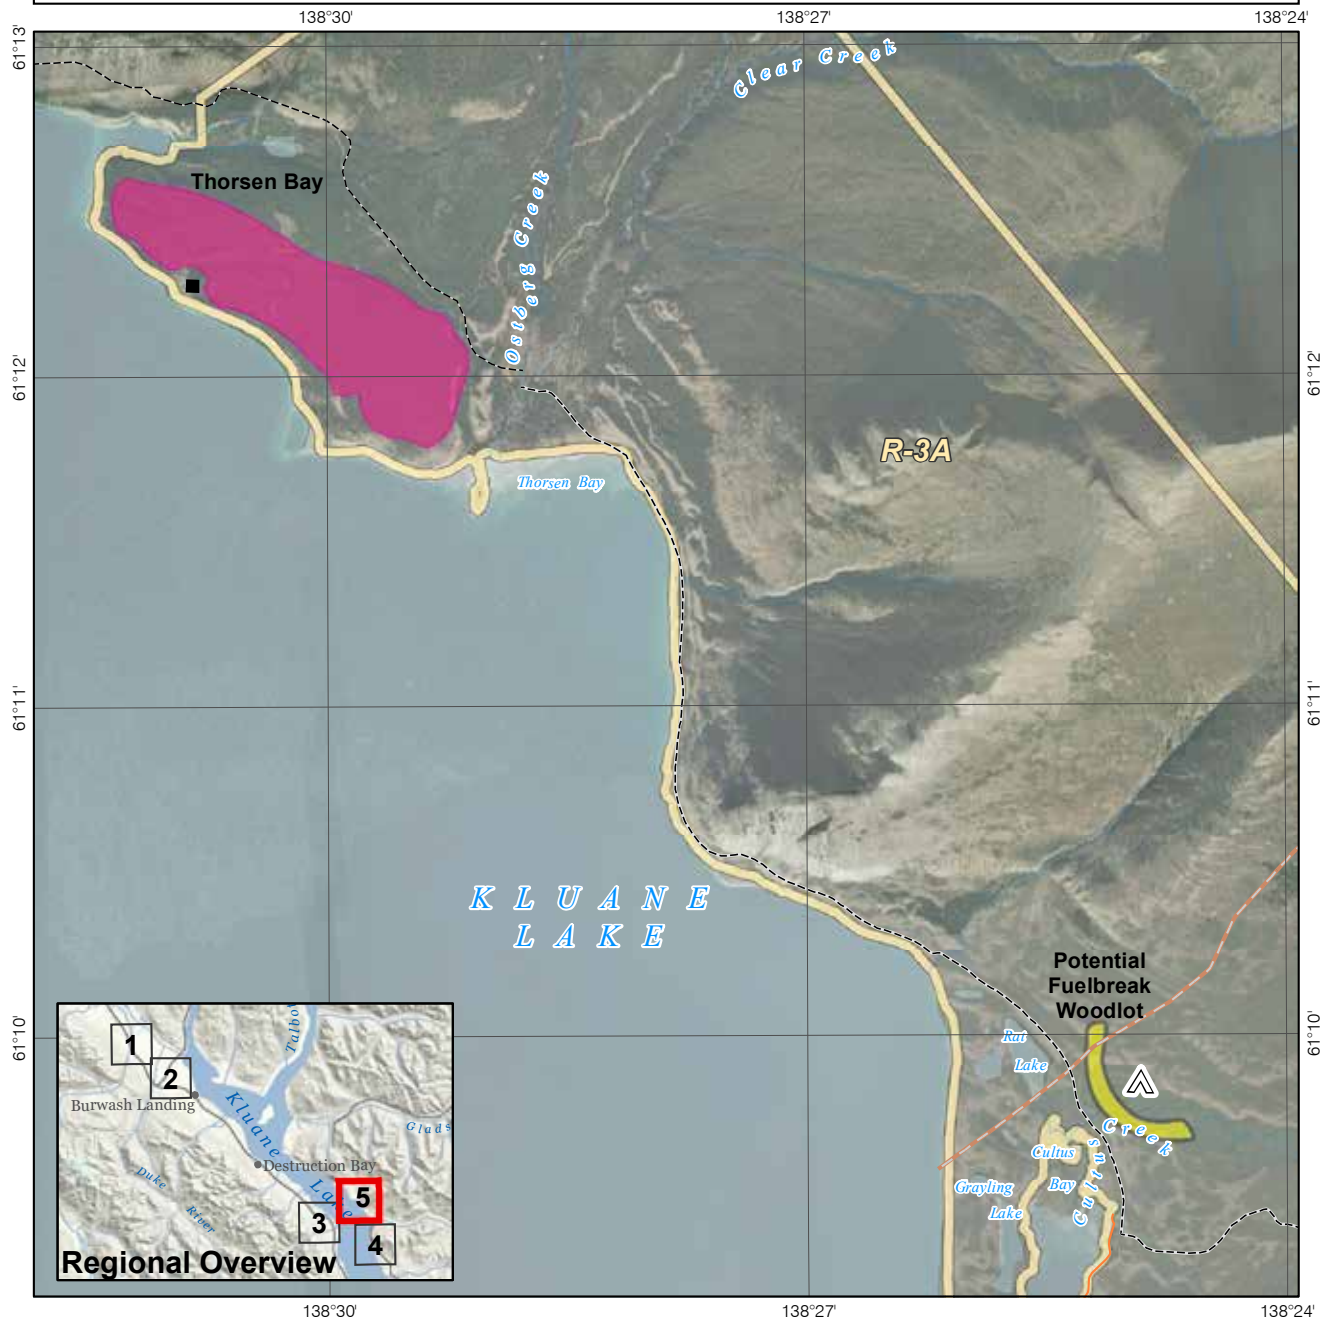 138°30'
138°27'
138°24'
61°13'
Clear Creek
Thorsen Bay
Ostberg Creek
61°12'
61°12'
R-3A
Thorsen Bay
61°11'
61°11'
KLUANE
LAKE
Potential
Fuelbreak
Woodlot
61°10'
61°10'
Rat
Lake
Creek
Cultus
Bay
Cultus
Grayling
Lake
1
2
Talbo
Burwash Landing
Kluane
Lake
Glads
Destruction Bay
Duke
River
5
3
4
Regional Overview
138°30'
138°27'
138°24'